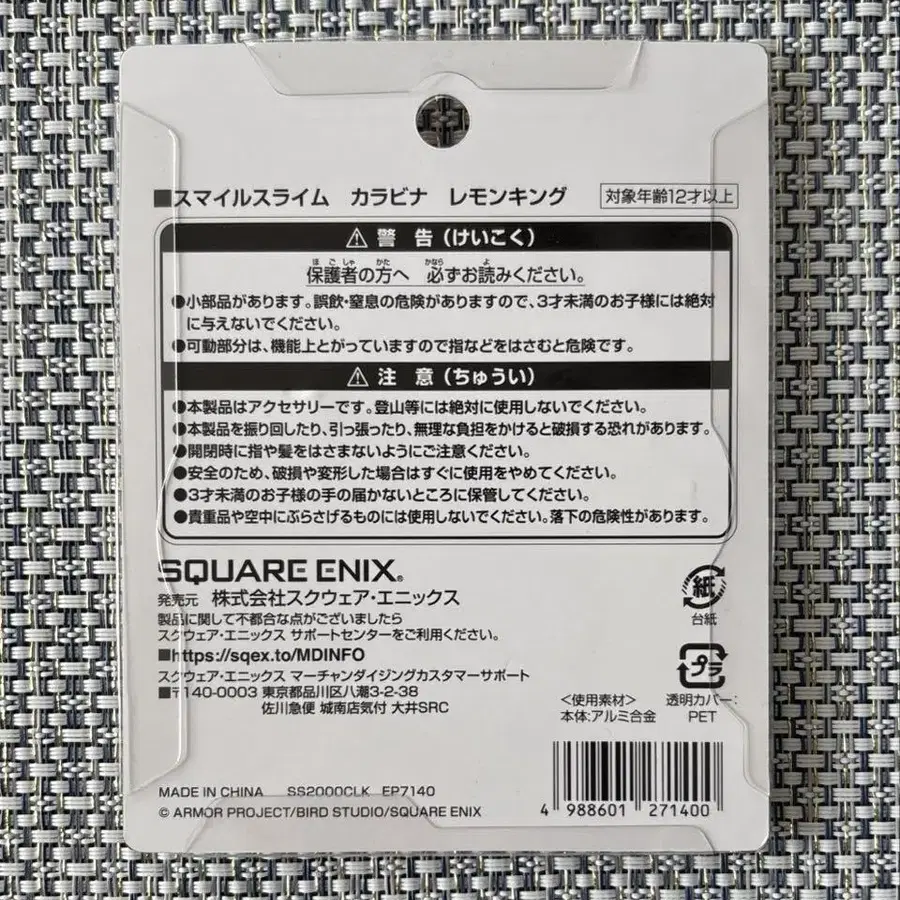 ■スマイルスライム カラビナ レモンキング 対象年齢12才以上
⚠ 警 告（けいこく）
ほごしゃ かた かなら よ
保護者の方へ 必ずお読みください。
●小部品があります。誤飲・窒息の危険がありますので、3才未満のお子様には絶対
に与えないでください。
●可動部分は、機能上とがっていますので指などをはさむと危険です。
⚠ 注 意（ちゅうい）
●本製品はアクセサリーです。登山等には絶対に使用しないでください。
●本製品を振り回したり、引っ張ったり、無理な負担をかけると破損する恐れがあります。
●開閉時に指や髪をはさまないようにご注意ください。
●安全のため、破損や変形した場合はすぐに使用をやめてください。
●3才未満のお子様の手の届かないところに保管してください。
●貴重品や空中にぶらさげるものには使用しないでください。落下の危険性があります。
SQUARE ENIX®
発売元 株式会社スクウェア・エニックス
製品に関して不都合な点がございましたら
スクウェア・エニックス サポートセンターをご利用ください。
■https://sqex.to/MDINFO
スクウェア・エニックス マーチャンダイジングカスタマーサポート
■〒140-0003 東京都品川区八潮3-2-38
佐川急便 城南店気付 大井SRC
紙
台紙
プラ
<使用素材> 透明カバー:
本体:アルミ合金 PET
MADE IN CHINA SS2000CLK EP7140
© ARMOR PROJECT/BIRD STUDIO/SQUARE ENIX
4 988601 271400